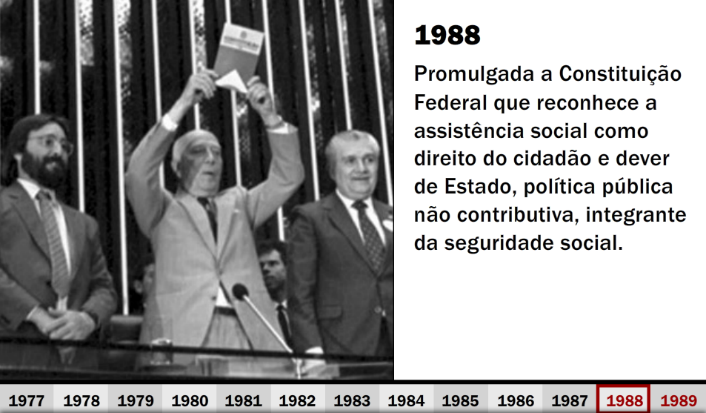 CONSTITUIÇÃO
1988
Promulgada a Constituição
Federal que reconhece a
assistência social como
direito do cidadão e dever
de Estado, política pública
não contributiva, integrante
da seguridade social.
1977 1978 1979 1980 1981 1982 1983 1984 1985 1986 1987 1988 1989